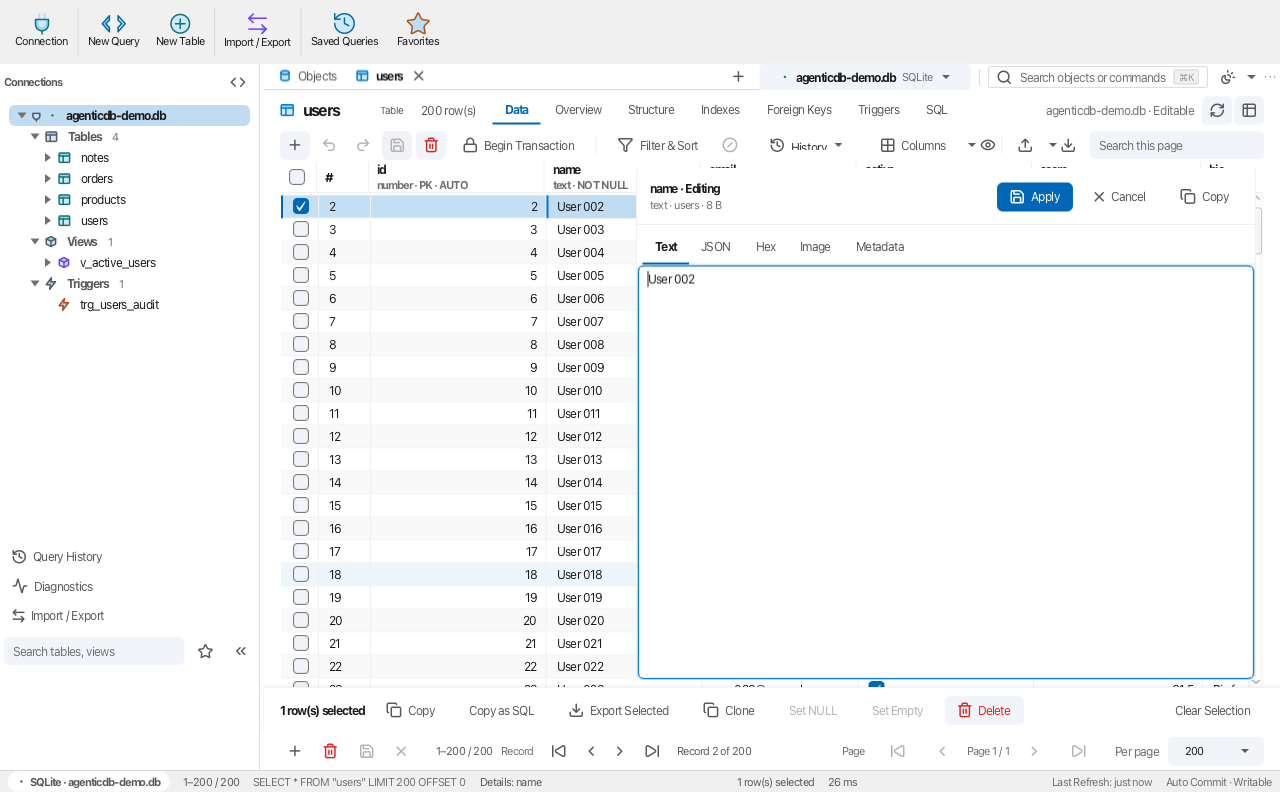 Connection
New Query
New Table
Import / Export
Saved Queries
Favorites
Connections
agenticdb-demo.db
Tables 4
notes
orders
products
users
Views 1
v_active_users
Triggers 1
trg_users_audit
Query History
Diagnostics
Import / Export
Search tables, views
Objects
users
agenticdb-demo.db SQLite
Search objects or commands ⌘K
users Table 200 row(s)
Data Overview Structure Indexes Foreign Keys Triggers SQL
agenticdb-demo.db · Editable
Begin Transaction
Filter & Sort
History
Columns
Search this page
# id name
number · PK · AUTO text · NOT NULL
2 2 User 002
3 3 User 003
4 4 User 004
5 5 User 005
6 6 User 006
7 7 User 007
8 8 User 008
9 9 User 009
10 10 User 010
11 11 User 011
12 12 User 012
13 13 User 013
14 14 User 014
15 15 User 015
16 16 User 016
17 17 User 017
18 18 User 018
19 19 User 019
20 20 User 020
21 21 User 021
22 22 User 022
name · Editing
text · users · 8 B
Apply
Cancel
Copy
Text JSON Hex Image Metadata
User 002
1 row(s) selected
Copy
Copy as SQL
Export Selected
Clone
Set NULL
Set Empty
Delete
Clear Selection
1–200 / 200 Record
Record 2 of 200
Page
Page 1 / 1
Per page 200
SQLite · agenticdb-demo.db
1–200 / 200
SELECT * FROM "users" LIMIT 200 OFFSET 0
Details: name
1 row(s) selected
26 ms
Last Refresh: just now
Auto Commit · Writable